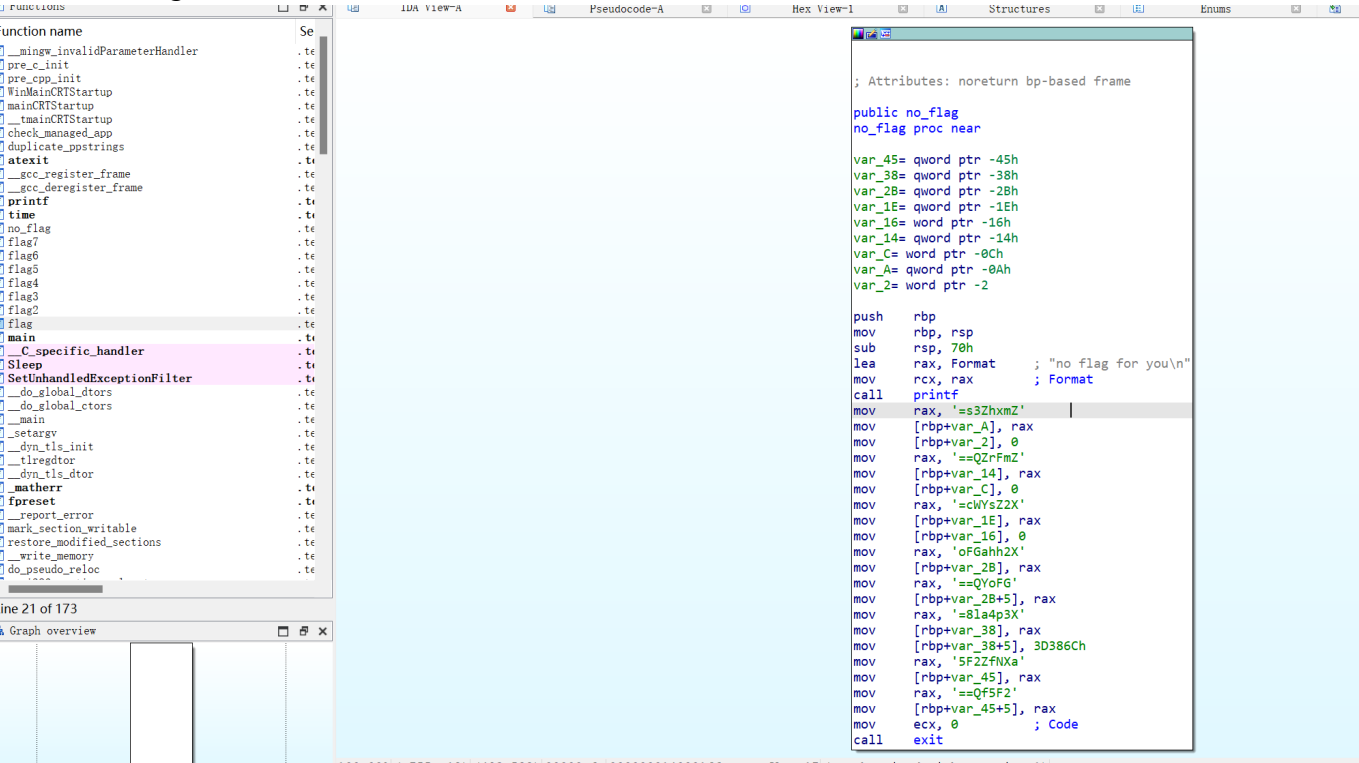 Functions
IDA View-A
Pseudocode-A
Hex View-1
Structures
Enums
Function name
Se
__mingw_invalidParameterHandler .te
pre_c_init .te
pre_cpp_init .te
WinMainCRTStartup .te
mainCRTStartup .te
__tmainCRTStartup .te
check_managed_app .te
duplicate_ppstrings .te
atexit .te
__gcc_register_frame .te
__gcc_deregister_frame .te
printf .te
time .te
no_flag .te
flag7 .te
flag6 .te
flag5 .te
flag4 .te
flag3 .te
flag2 .te
flag .te
main .te
__C_specific_handler .te
Sleep .te
SetUnhandledExceptionFilter .te
__do_global_dtors .te
__do_global_ctors .te
__main .te
_setargv .te
__dyn_tls_init .te
__tlregdtor .te
__dyn_tls_dtor .te
_matherr .te
fpreset .te
__report_error .te
mark_section_writable .te
restore_modified_sections .te
__write_memory .te
do_pseudo_reloc .te
Line 21 of 173
Graph overview
; Attributes: noreturn bp-based frame
public no_flag
no_flag proc near
var_45= qword ptr -45h
var_38= qword ptr -38h
var_2B= qword ptr -2Bh
var_1E= qword ptr -1Eh
var_16= word ptr -16h
var_14= qword ptr -14h
var_C= word ptr -0Ch
var_A= qword ptr -0Ah
var_2= word ptr -2
push rbp
mov rbp, rsp
sub rsp, 70h
lea rax, Format ; "no flag for you\n"
mov rcx, rax ; Format
call printf
mov rax, '=s3ZhxmZ'
mov [rbp+var_A], rax
mov [rbp+var_2], 0
mov rax, '==QZrFmZ'
mov [rbp+var_14], rax
mov [rbp+var_C], 0
mov rax, '=cWYsZ2X'
mov [rbp+var_1E], rax
mov [rbp+var_16], 0
mov rax, 'oFGahh2X'
mov [rbp+var_2B], rax
mov rax, '==QYoFG'
mov [rbp+var_2B+5], rax
mov rax, '=8la4p3X'
mov [rbp+var_38], rax
mov [rbp+var_38+5], 3D386Ch
mov rax, '5F2ZfNXa'
mov [rbp+var_45], rax
mov rax, '==Qf5F2'
mov [rbp+var_45+5], rax
mov ecx, 0 ; Code
call exit